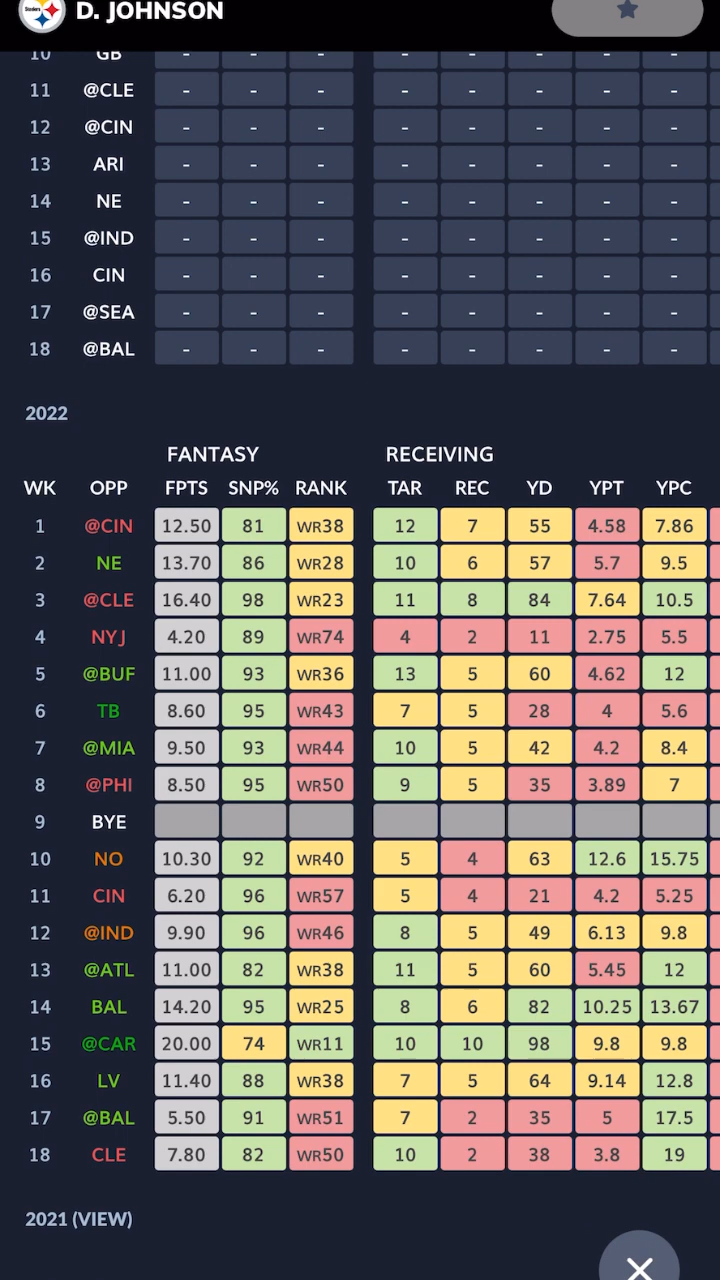 Steelers
D. JOHNSON
10 GB - - - - - - - -
11 @CLE - - - - - - - -
12 @CIN - - - - - - - -
13 ARI - - - - - - - -
14 NE - - - - - - - -
15 @IND - - - - - - - -
16 CIN - - - - - - - -
17 @SEA - - - - - - - -
18 @BAL - - - - - - - -
2022
FANTASY RECEIVING
WK OPP FPTS SNP% RANK TAR REC YD YPT YPC
1 @CIN 12.50 81 WR38 12 7 55 4.58 7.86
2 NE 13.70 86 WR28 10 6 57 5.7 9.5
3 @CLE 16.40 98 WR23 11 8 84 7.64 10.5
4 NYJ 4.20 89 WR74 4 2 11 2.75 5.5
5 @BUF 11.00 93 WR36 13 5 60 4.62 12
6 TB 8.60 95 WR43 7 5 28 4 5.6
7 @MIA 9.50 93 WR44 10 5 42 4.2 8.4
8 @PHI 8.50 95 WR50 9 5 35 3.89 7
9 BYE
10 NO 10.30 92 WR40 5 4 63 12.6 15.75
11 CIN 6.20 96 WR57 5 4 21 4.2 5.25
12 @IND 9.90 96 WR46 8 5 49 6.13 9.8
13 @ATL 11.00 82 WR38 11 5 60 5.45 12
14 BAL 14.20 95 WR25 8 6 82 10.25 13.67
15 @CAR 20.00 74 WR11 10 10 98 9.8 9.8
16 LV 11.40 88 WR38 7 5 64 9.14 12.8
17 @BAL 5.50 91 WR51 7 2 35 5 17.5
18 CLE 7.80 82 WR50 10 2 38 3.8 19
2021 (VIEW)